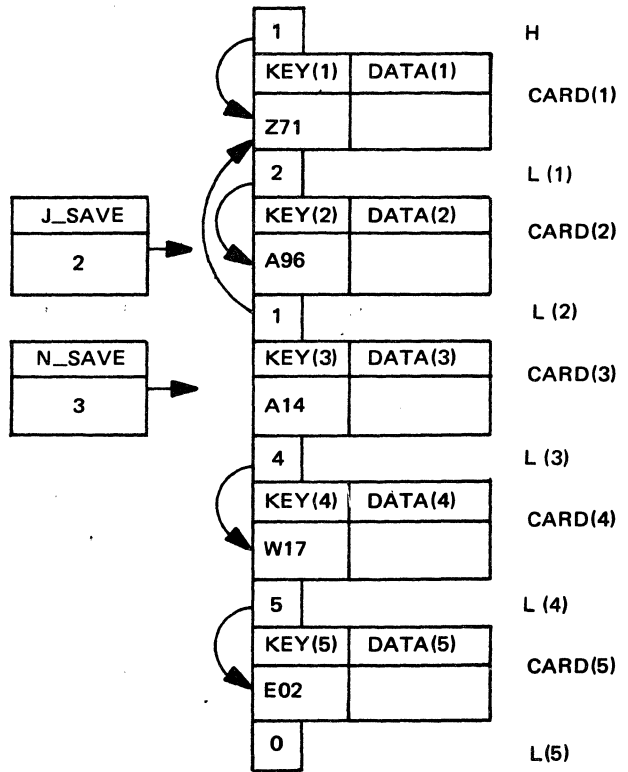 1 H
KEY(1) DATA(1)
CARD(1)
Z71
2 L (1)
J_SAVE KEY(2) DATA(2)
CARD(2)
2 A96
1 L (2)
N_SAVE KEY(3) DATA(3)
CARD(3)
3 A14
4 L (3)
KEY(4) DATA(4)
CARD(4)
W17
5 L (4)
KEY(5) DATA(5)
CARD(5)
E02
0 L(5)